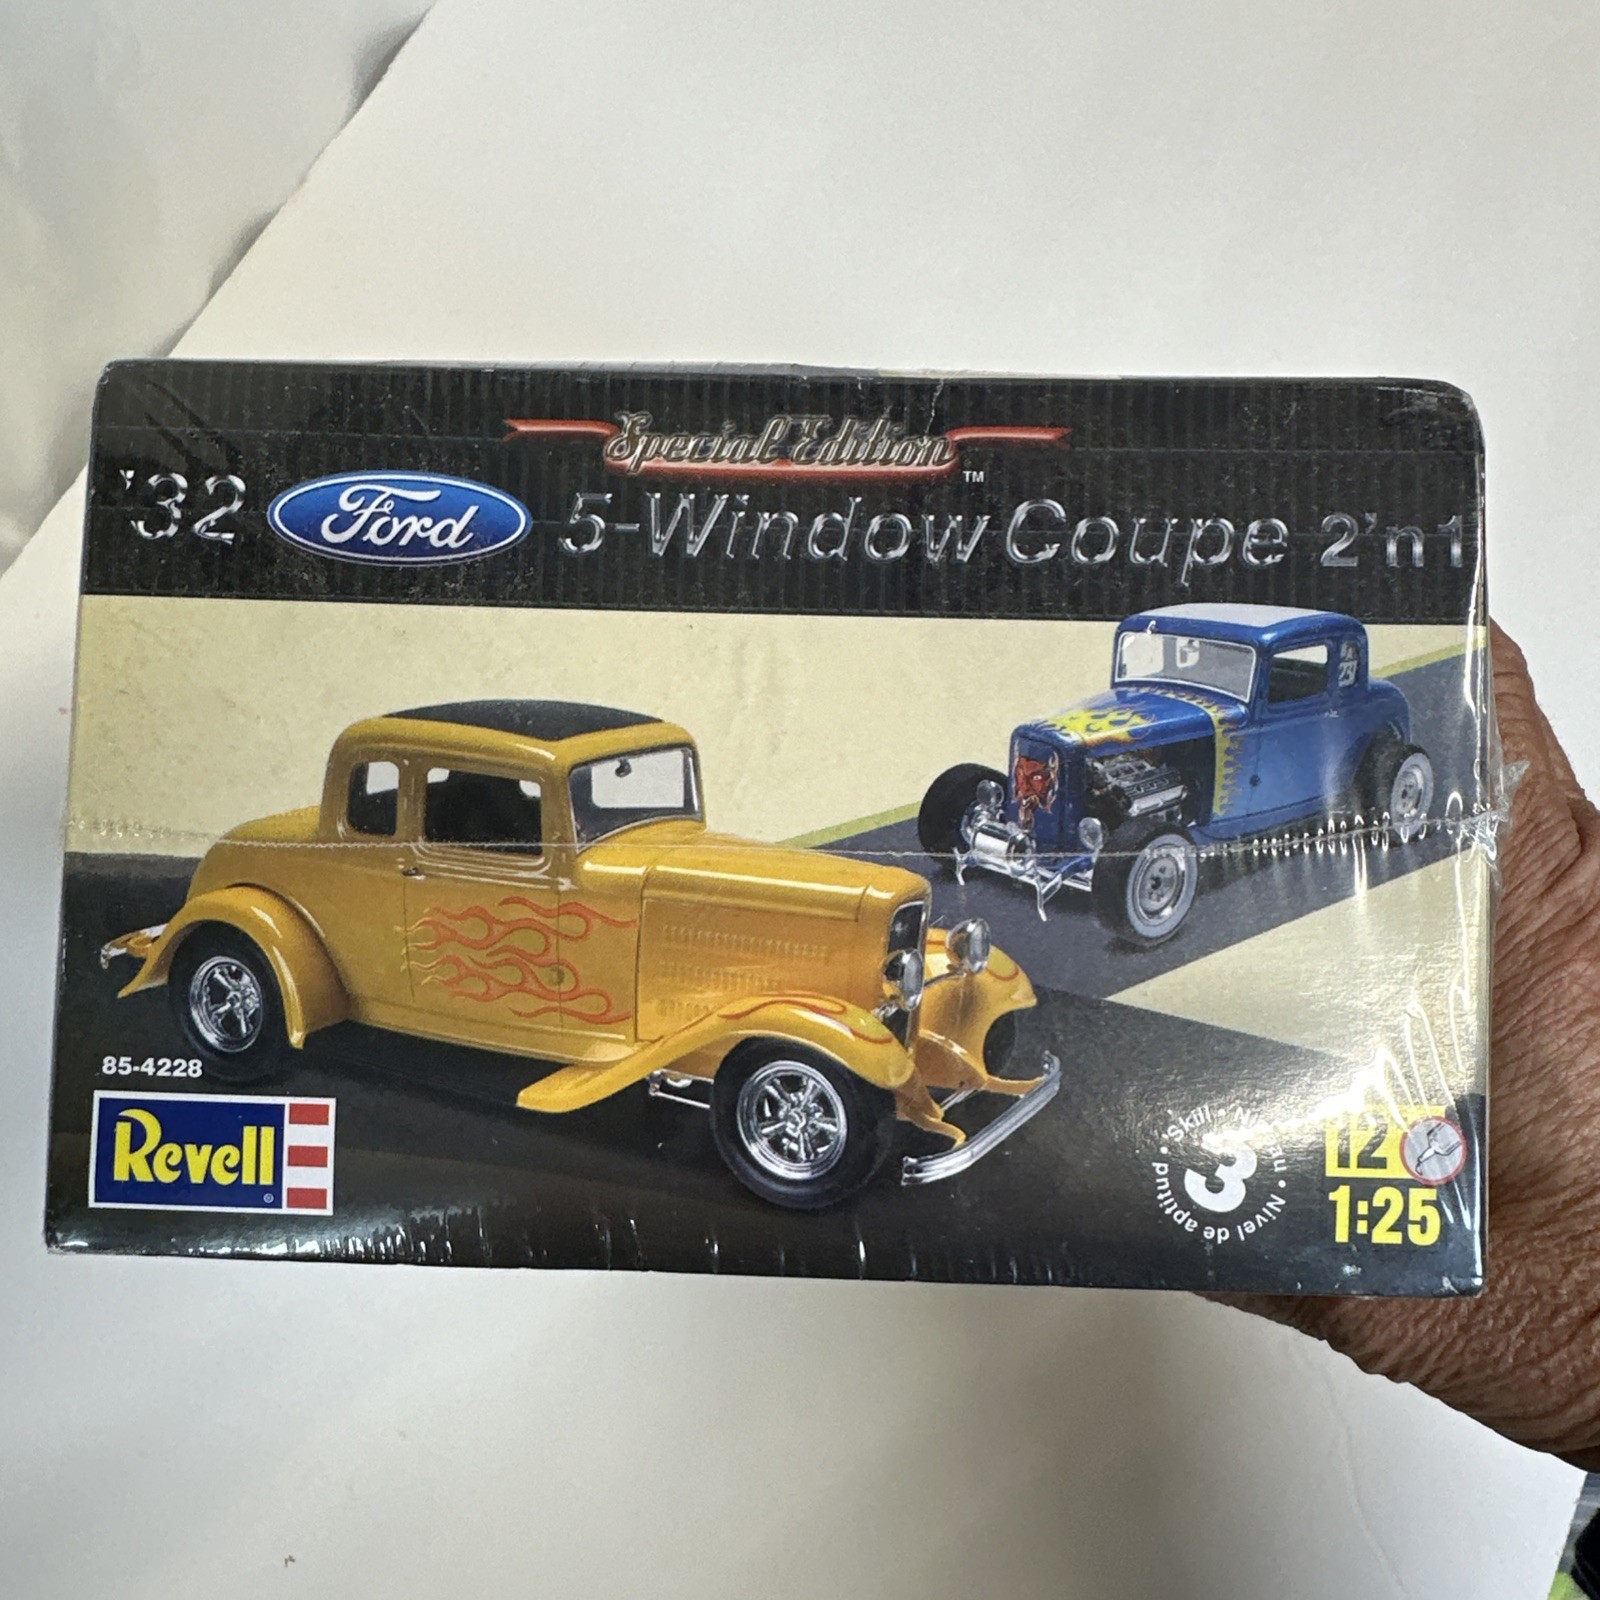 Special Edition™
'32 Ford 5-Window Coupe 2'n1
85-4228
Revell®
Skill
3
Nivel de aptitud
12
1:25